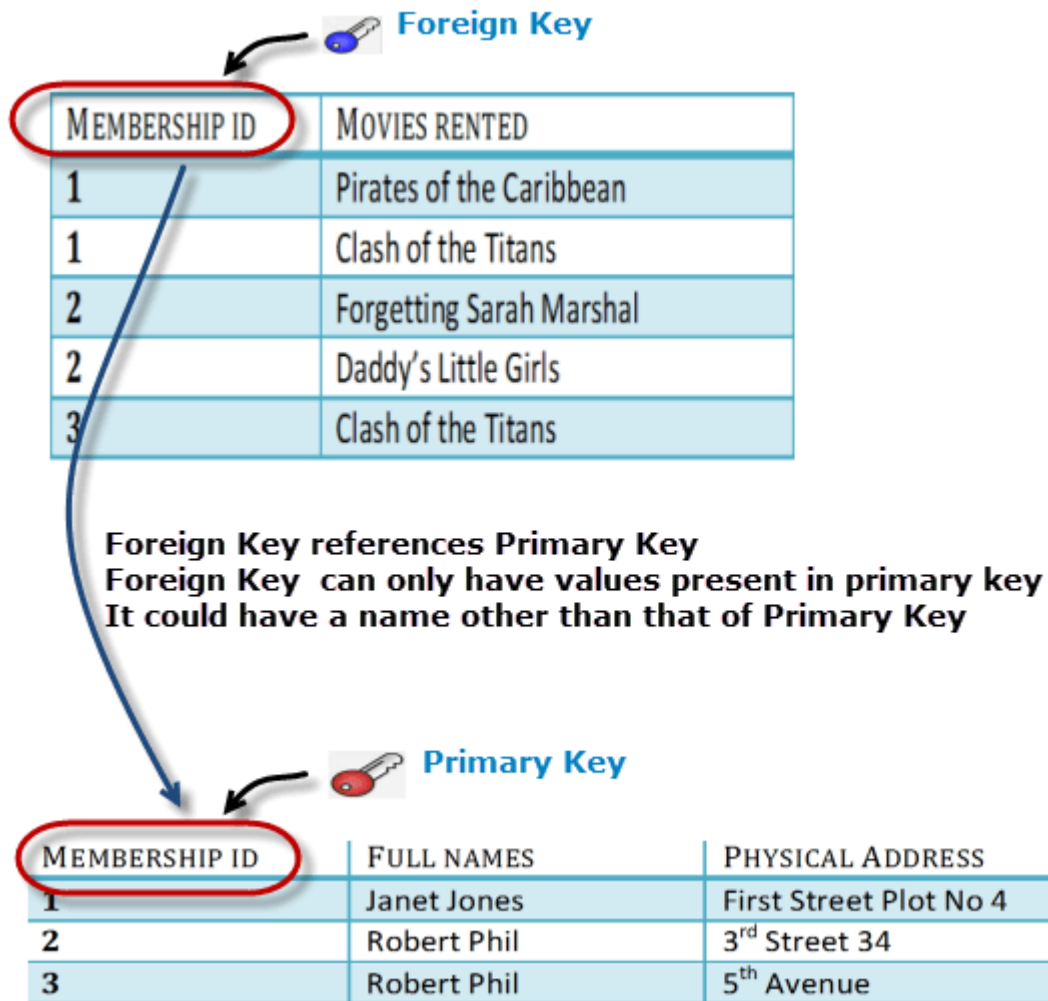 Foreign Key
MEMBERSHIP ID MOVIES RENTED
1 Pirates of the Caribbean
1 Clash of the Titans
2 Forgetting Sarah Marshal
2 Daddy's Little Girls
3 Clash of the Titans
Foreign Key references Primary Key
Foreign Key can only have values present in primary key
It could have a name other than that of Primary Key
Primary Key
MEMBERSHIP ID FULL NAMES PHYSICAL ADDRESS
1 Janet Jones First Street Plot No 4
2 Robert Phil 3rd Street 34
3 Robert Phil 5th Avenue